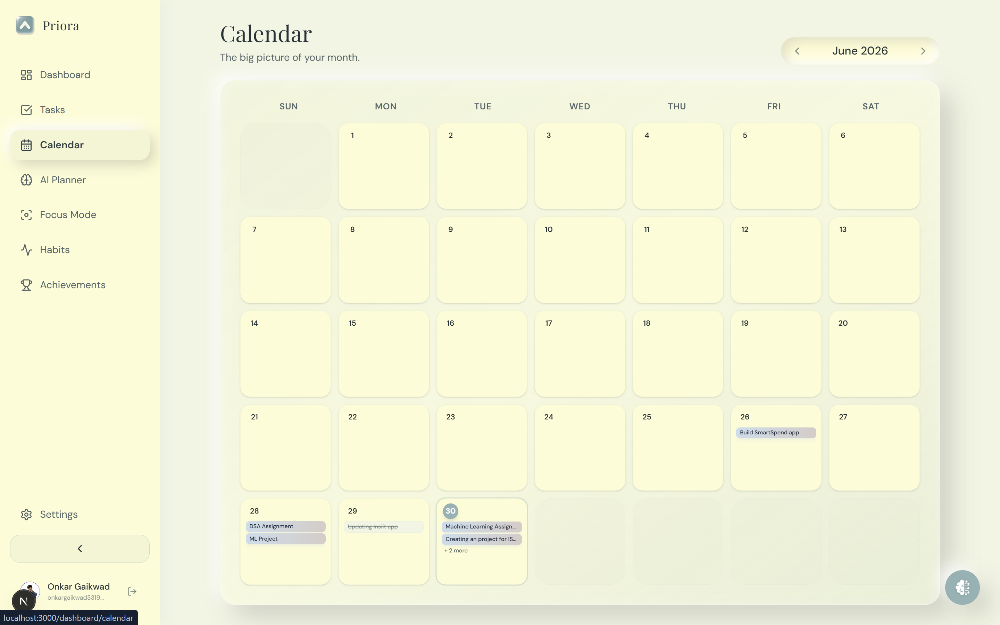 Priora
Dashboard
Tasks
Calendar
AI Planner
Focus Mode
Habits
Achievements
Settings
Onkar Gaikwad
onkargaikwad3319...
N
localhost:3000/dashboard/calendar
Calendar
The big picture of your month.
June 2026
SUN MON TUE WED THU FRI SAT
1 2 3 4 5 6
7 8 9 10 11 12 13
14 15 16 17 18 19 20
21 22 23 24 25 26 27
Build SmartSpend app
28 29 30
DSA Assignment
ML Project
Updating Insiit app
Machine Learning Assign...
Creating an project for IS...
+ 2 more